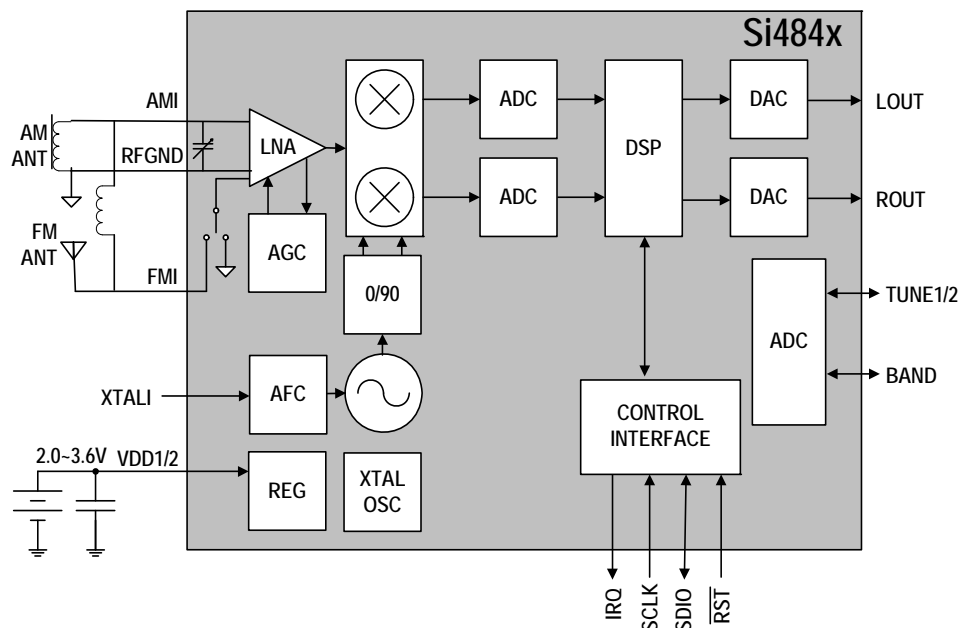 Si484x
AMI
AM
ANT
RFGND
LNA
ADC
DSP
DAC
LOUT
ADC
DAC
ROUT
FM
ANT
FMI
AGC
0/90
ADC
TUNE1/2
BAND
XTALI
AFC
CONTROL
INTERFACE
2.0~3.6V
VDD1/2
REG
XTAL
OSC
IRQ
SCLK
SDIO
RST